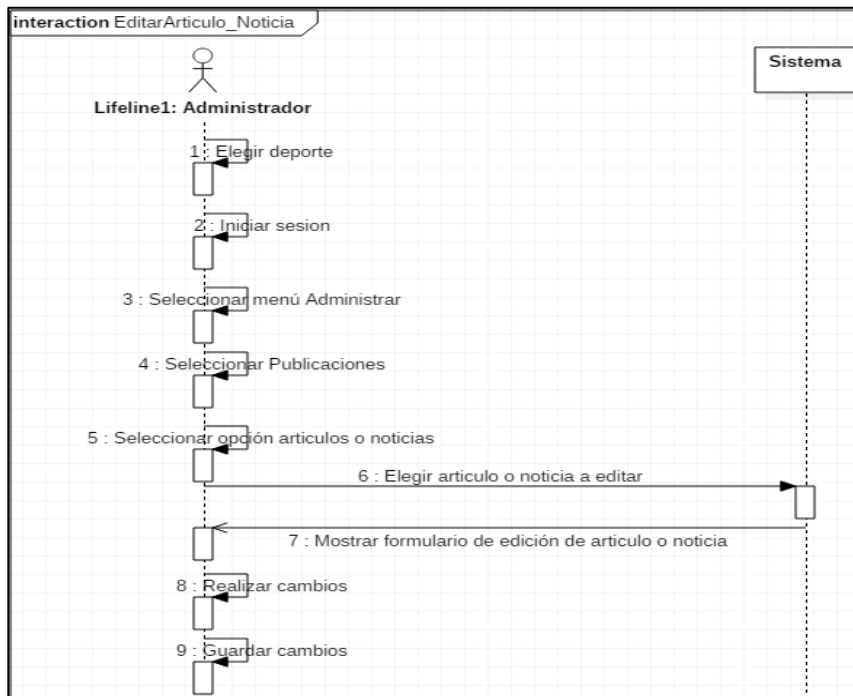 interaction EditarArticulo_Noticia
Sistema
Lifeline1: Administrador
1 : Elegir deporte
2 : Iniciar sesion
3 : Seleccionar menú Administrar
4 : Seleccionar Publicaciones
5 : Seleccionar opción articulos o noticias
6 : Elegir articulo o noticia a editar
7 : Mostrar formulario de edición de articulo o noticia
8 : Realizar cambios
9 : Guardar cambios